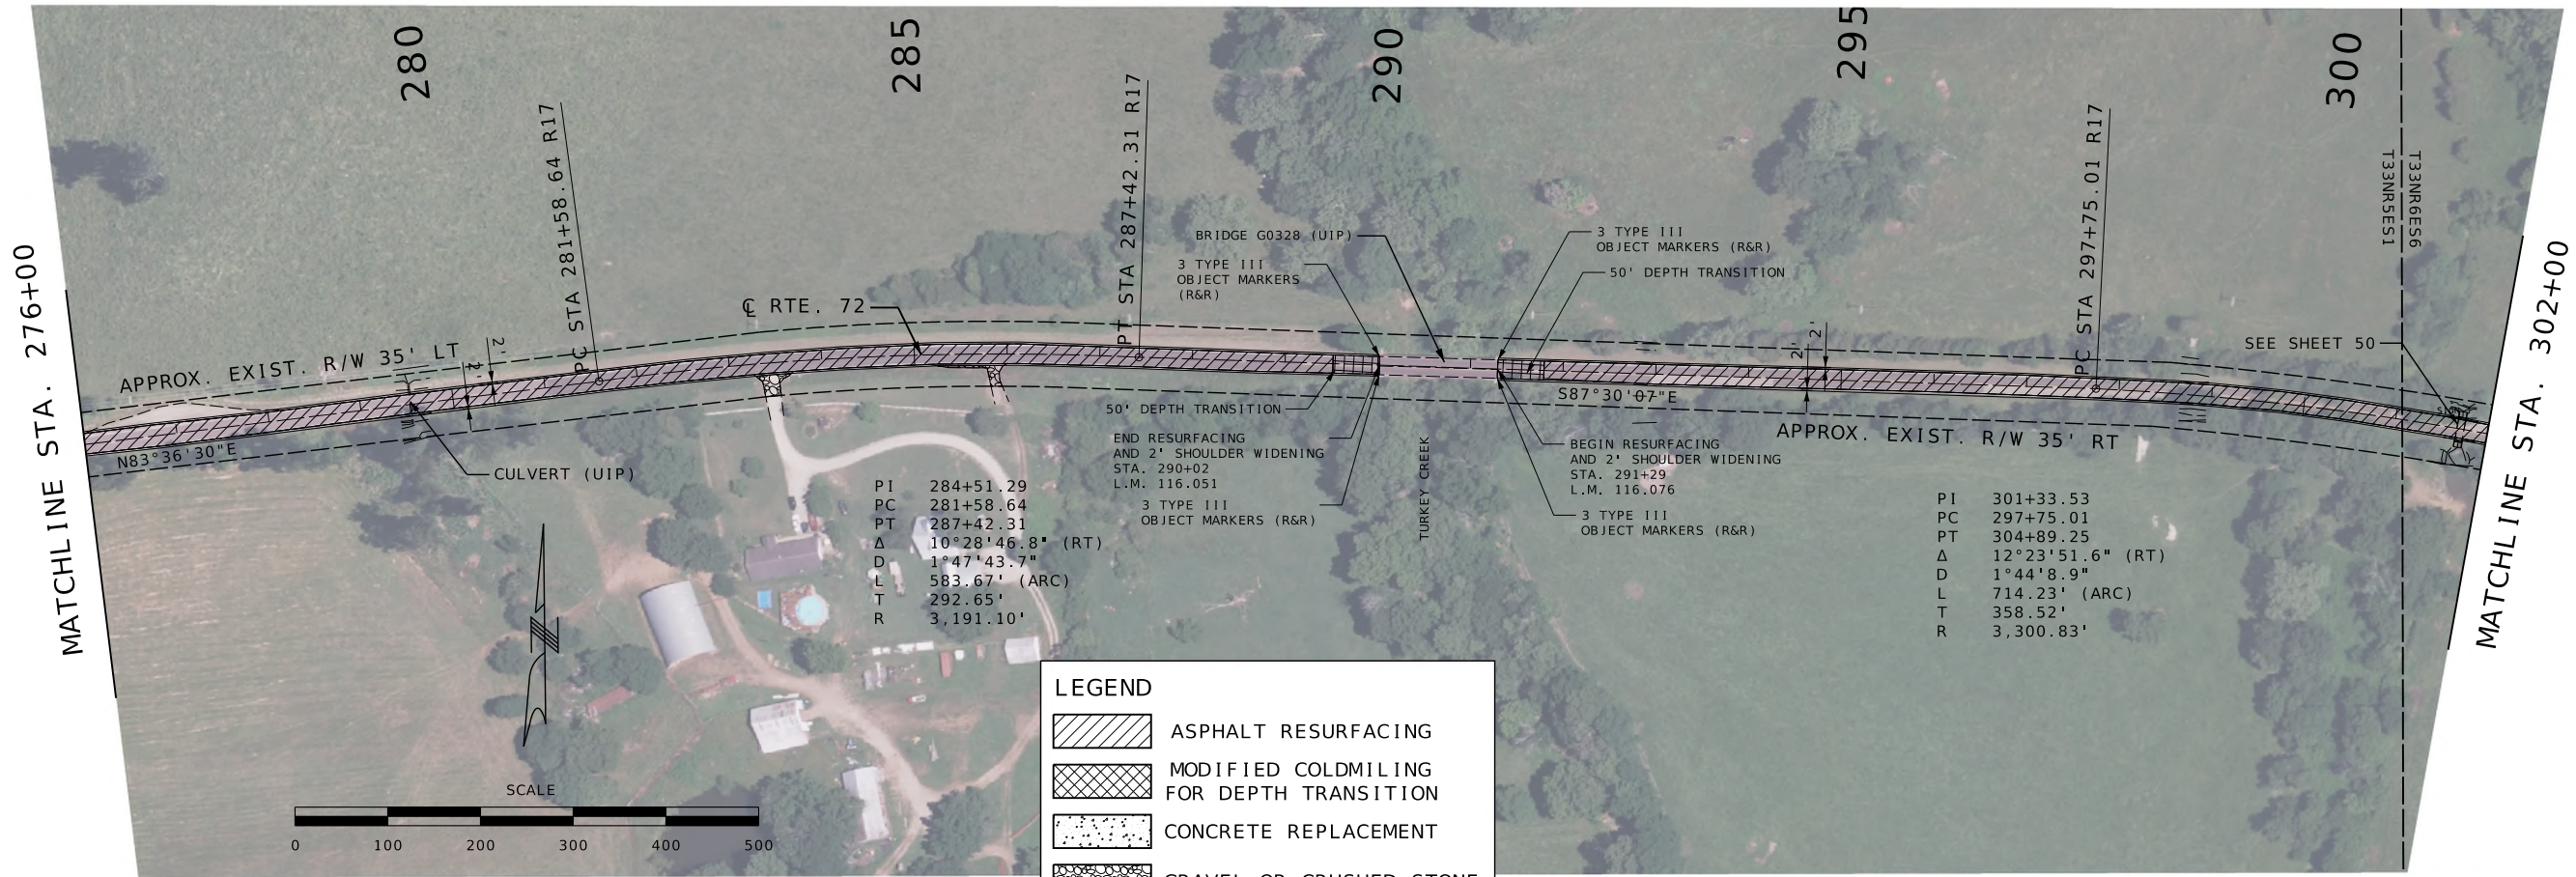 280
285
290
295
300
PC STA 281+58.64 R17
PT STA 287+42.31 R17
PC STA 297+75.01 R17
T33NR5ES1
T33NR6ES6
MATCHLINE STA. 276+00
MATCHLINE STA. 302+00
BRIDGE G0328 (UIP)
3 TYPE III
OBJECT MARKERS
(R&R)
3 TYPE III
OBJECT MARKERS (R&R)
50' DEPTH TRANSITION
℄ RTE. 72
SEE SHEET 50
APPROX. EXIST. R/W 35' LT
2'
2'
2'
2'
N83°36'30"E
CULVERT (UIP)
S87°30'07"E
APPROX. EXIST. R/W 35' RT
50' DEPTH TRANSITION
END RESURFACING
AND 2' SHOULDER WIDENING
STA. 290+02
L.M. 116.051
3 TYPE III
OBJECT MARKERS (R&R)
TURKEY CREEK
BEGIN RESURFACING
AND 2' SHOULDER WIDENING
STA. 291+29
L.M. 116.076
3 TYPE III
OBJECT MARKERS (R&R)
PI 284+51.29
PC 281+58.64
PT 287+42.31
Δ 10°28'46.8" (RT)
D 1°47'43.7"
L 583.67' (ARC)
T 292.65'
R 3,191.10'
PI 301+33.53
PC 297+75.01
PT 304+89.25
Δ 12°23'51.6" (RT)
D 1°44'8.9"
L 714.23' (ARC)
T 358.52'
R 3,300.83'
SCALE
0 100 200 300 400 500
LEGEND
ASPHALT RESURFACING
MODIFIED COLDMILING
FOR DEPTH TRANSITION
CONCRETE REPLACEMENT
GRAVEL OR CRUSHED STONE